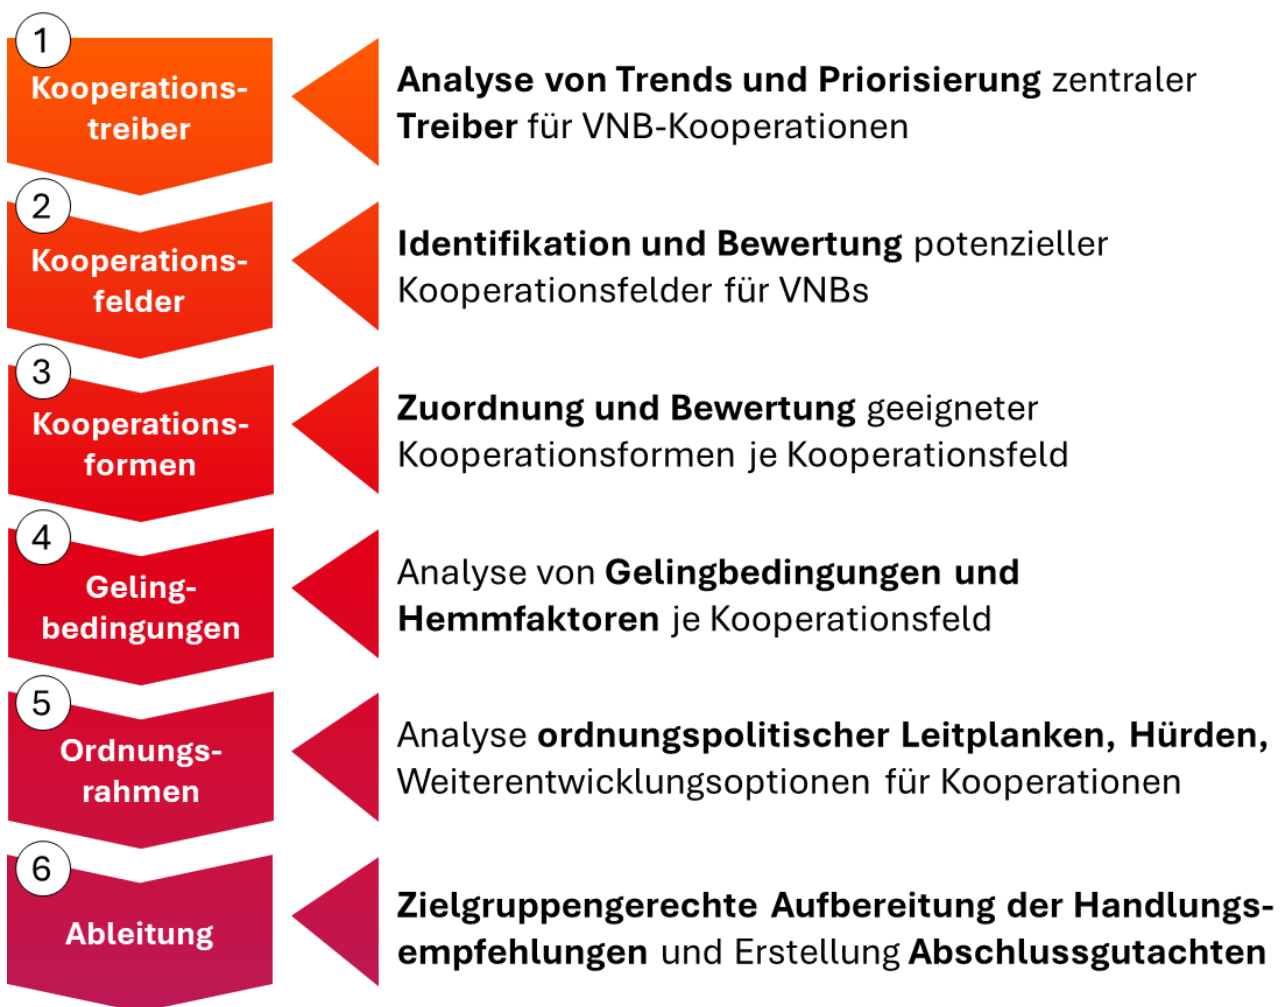 1
Kooperations-
treiber
Analyse von Trends und Priorisierung zentraler
Treiber für VNB-Kooperationen
2
Kooperations-
felder
Identifikation und Bewertung potenzieller
Kooperationsfelder für VNBs
3
Kooperations-
formen
Zuordnung und Bewertung geeigneter
Kooperationsformen je Kooperationsfeld
4
Geling-
bedingungen
Analyse von Gelingbedingungen und
Hemmfaktoren je Kooperationsfeld
5
Ordnungs-
rahmen
Analyse ordnungspolitischer Leitplanken, Hürden,
Weiterentwicklungsoptionen für Kooperationen
6
Ableitung
Zielgruppengerechte Aufbereitung der Handlungs-
empfehlungen und Erstellung Abschlussgutachten